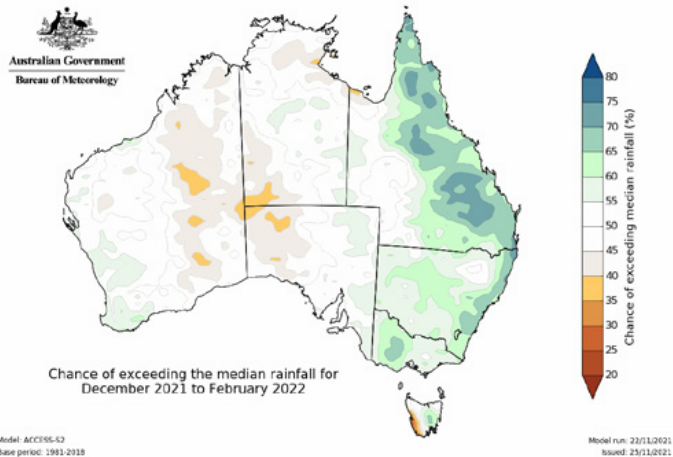 Australian Government
Bureau of Meteorology
80
75
70
65
60
55
50
45
40
35
30
25
20
Chance of exceeding median rainfall (%)
Chance of exceeding the median rainfall for
December 2021 to February 2022
Model: ACCESS-S2
Base period: 1981-2018
Model run: 22/11/2021
Issued: 25/11/2021